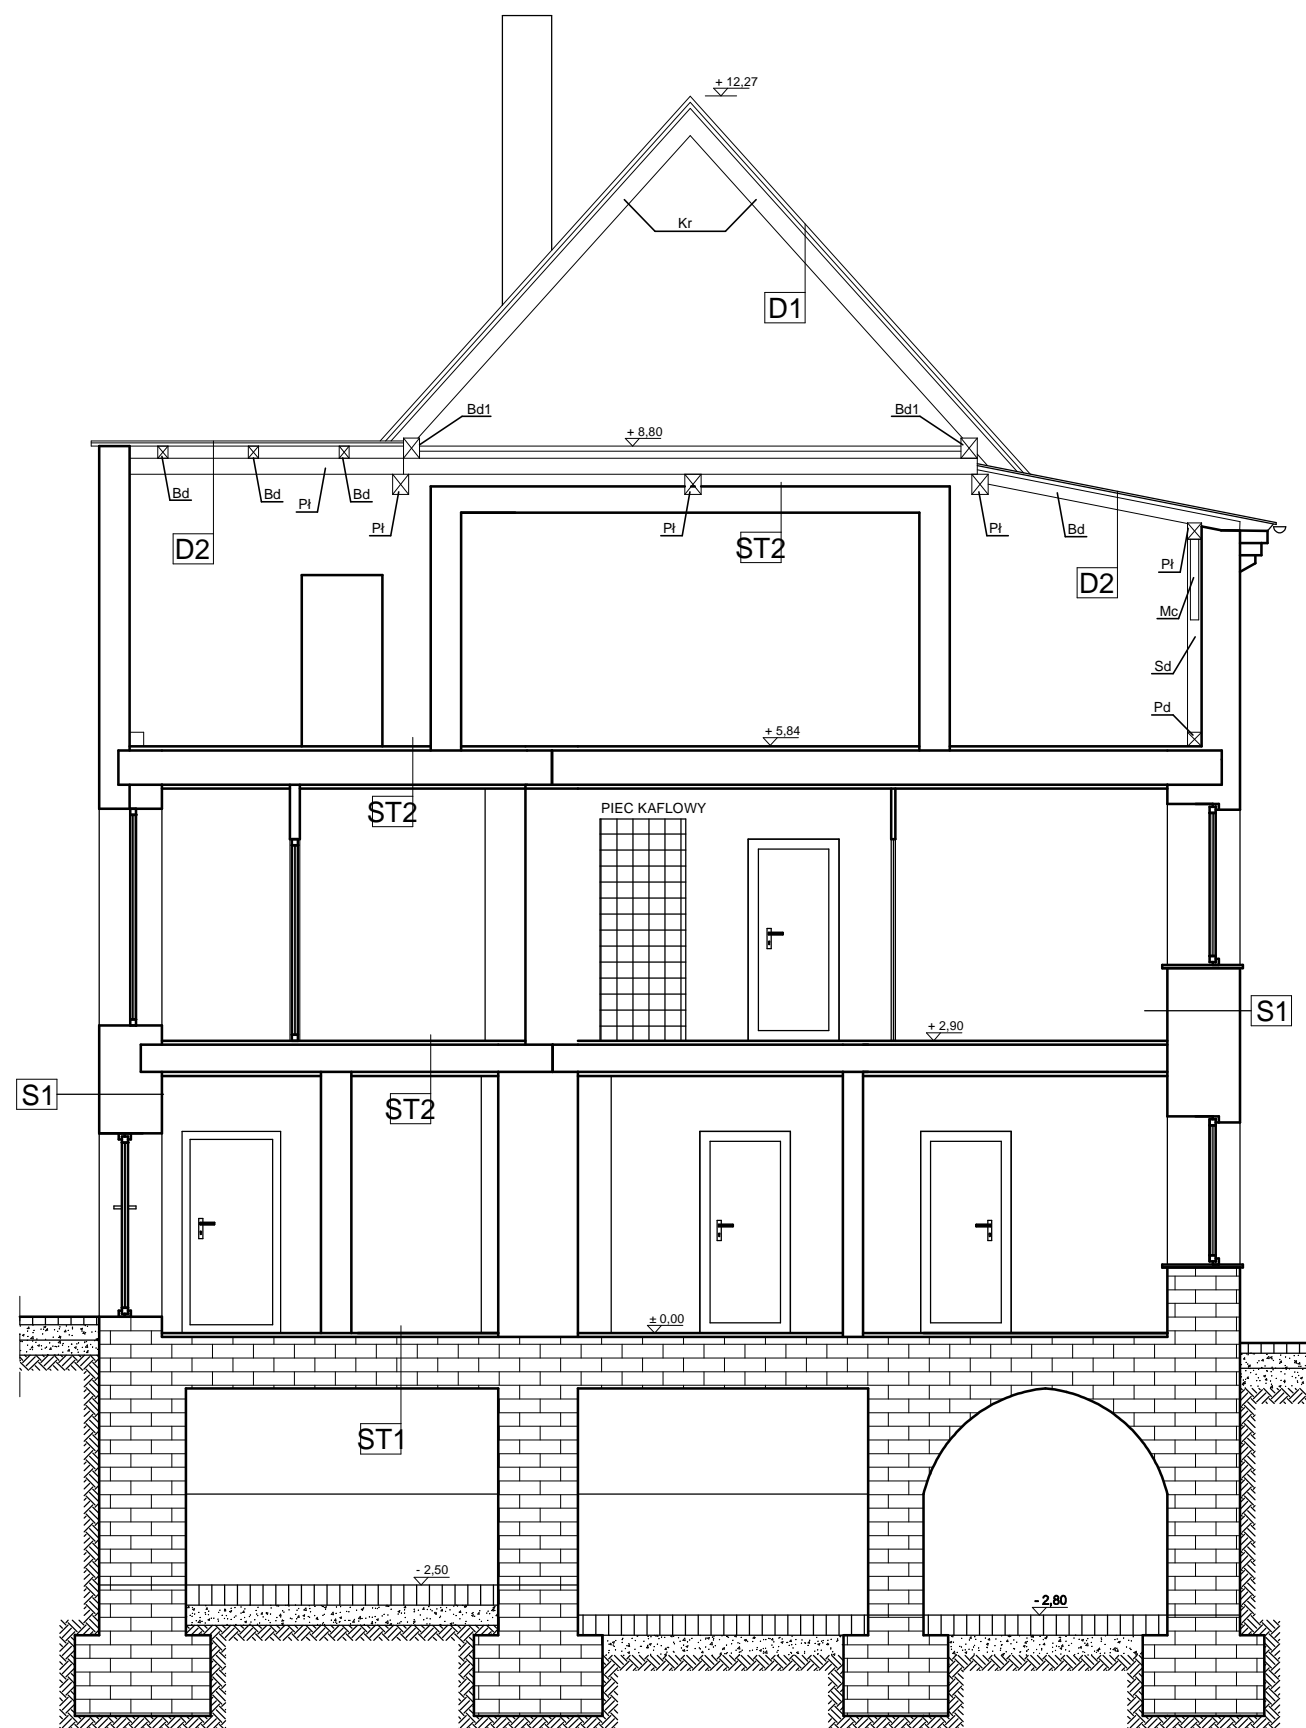 + 12,27
Kr
D1
Bd1
Bd1
+ 8,80
Bd
Bd
Bd
Pł
Pł
Pł
Pł
Bd
D2
ST2
Pł
D2
Mc
Sd
Pd
+ 5,84
ST2
PIEC KAFLOWY
S1
+ 2,90
S1
ST2
± 0,00
ST1
- 2,50
- 2,80